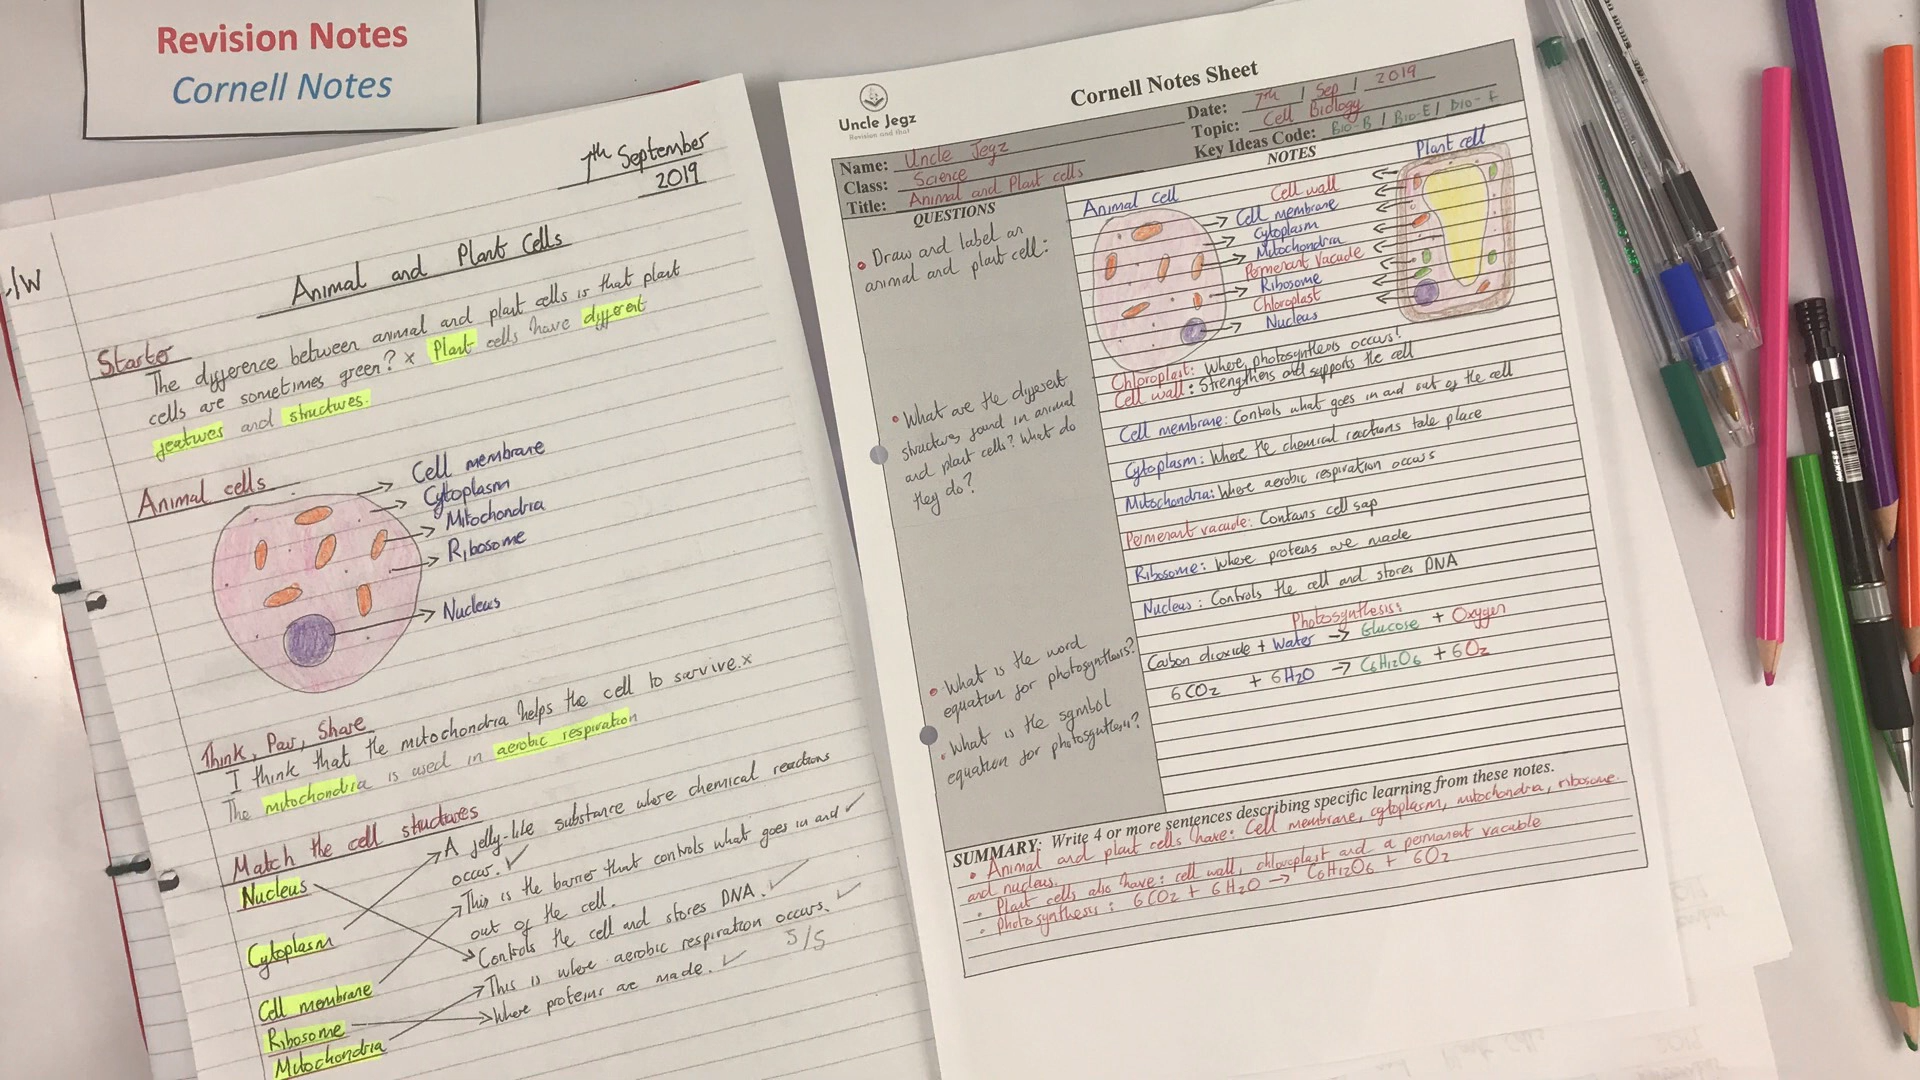 Revision Notes
Cornell Notes
7th September
2019
/W
Animal and Plant Cells
Starter
The difference between animal and plant cells is that plant
cells are sometimes green? x Plant cells have different
features and structures.
Animal cells
Cell membrane
Cytoplasm
Mitochondria
Ribosome
Nucleus
Think, Pair, Share
I think that the mitochondria helps the cell to survive.x
The mitochondria is used in aerobic respiration
Match the cell structures
Nucleus
Cytoplasm
Cell membrane
Ribosome
Mitochondria
A jelly-like substance where chemical reactions
occur. ✓
This is the barrier that controls what goes in and ✓
out of the cell.
Controls the cell and stores DNA. ✓
This is where aerobic respiration occurs. ✓
Where proteins are made. ✓
5/5
Uncle Jegz
Revision and that
Cornell Notes Sheet
Name: Uncle Jegz
Class: Science
Title: Animal and Plant cells
Date: 7th / Sep / 2019
Topic: Cell Biology
Key Ideas Code: Bio-B / Bio-E / Bio-F
QUESTIONS
• Draw and label an
animal and plant cell:
• What are the different
structures found in animal
and plant cells? What do
they do?
• What is the word
equation for photosynthesis?
• What is the symbol
equation for photosynthesis?
NOTES
Animal cell
Plant cell
Cell wall
Cell membrane
Cytoplasm
Mitochondria
Permenant Vacuole
Ribosome
Chloroplast
Nucleus
Chloroplast: Where photosynthesis occurs!
Cell wall: Strengthens and supports the cell
Cell membrane: Controls what goes in and out of the cell
Cytoplasm: Where the chemical reactions take place
Mitochondria: Where aerobic respiration occurs
Permenant vacuole: Contains cell sap
Ribosome: Where proteins are made
Nucleus: Controls the cell and stores DNA
Photosynthesis:
Carbon dioxide + Water → Glucose + Oxygen
6CO2 + 6H2O → C6H12O6 + 6O2
SUMMARY: Write 4 or more sentences describing specific learning from these notes.
• Animal and plant cells have: Cell membrane, cytoplasm, mitochondria, ribosome
and nucleus.
• Plant cells also have: cell wall, chloroplast and a permanent vacuole
• Photosynthesis: 6CO2 + 6H2O → C6H12O6 + 6O2